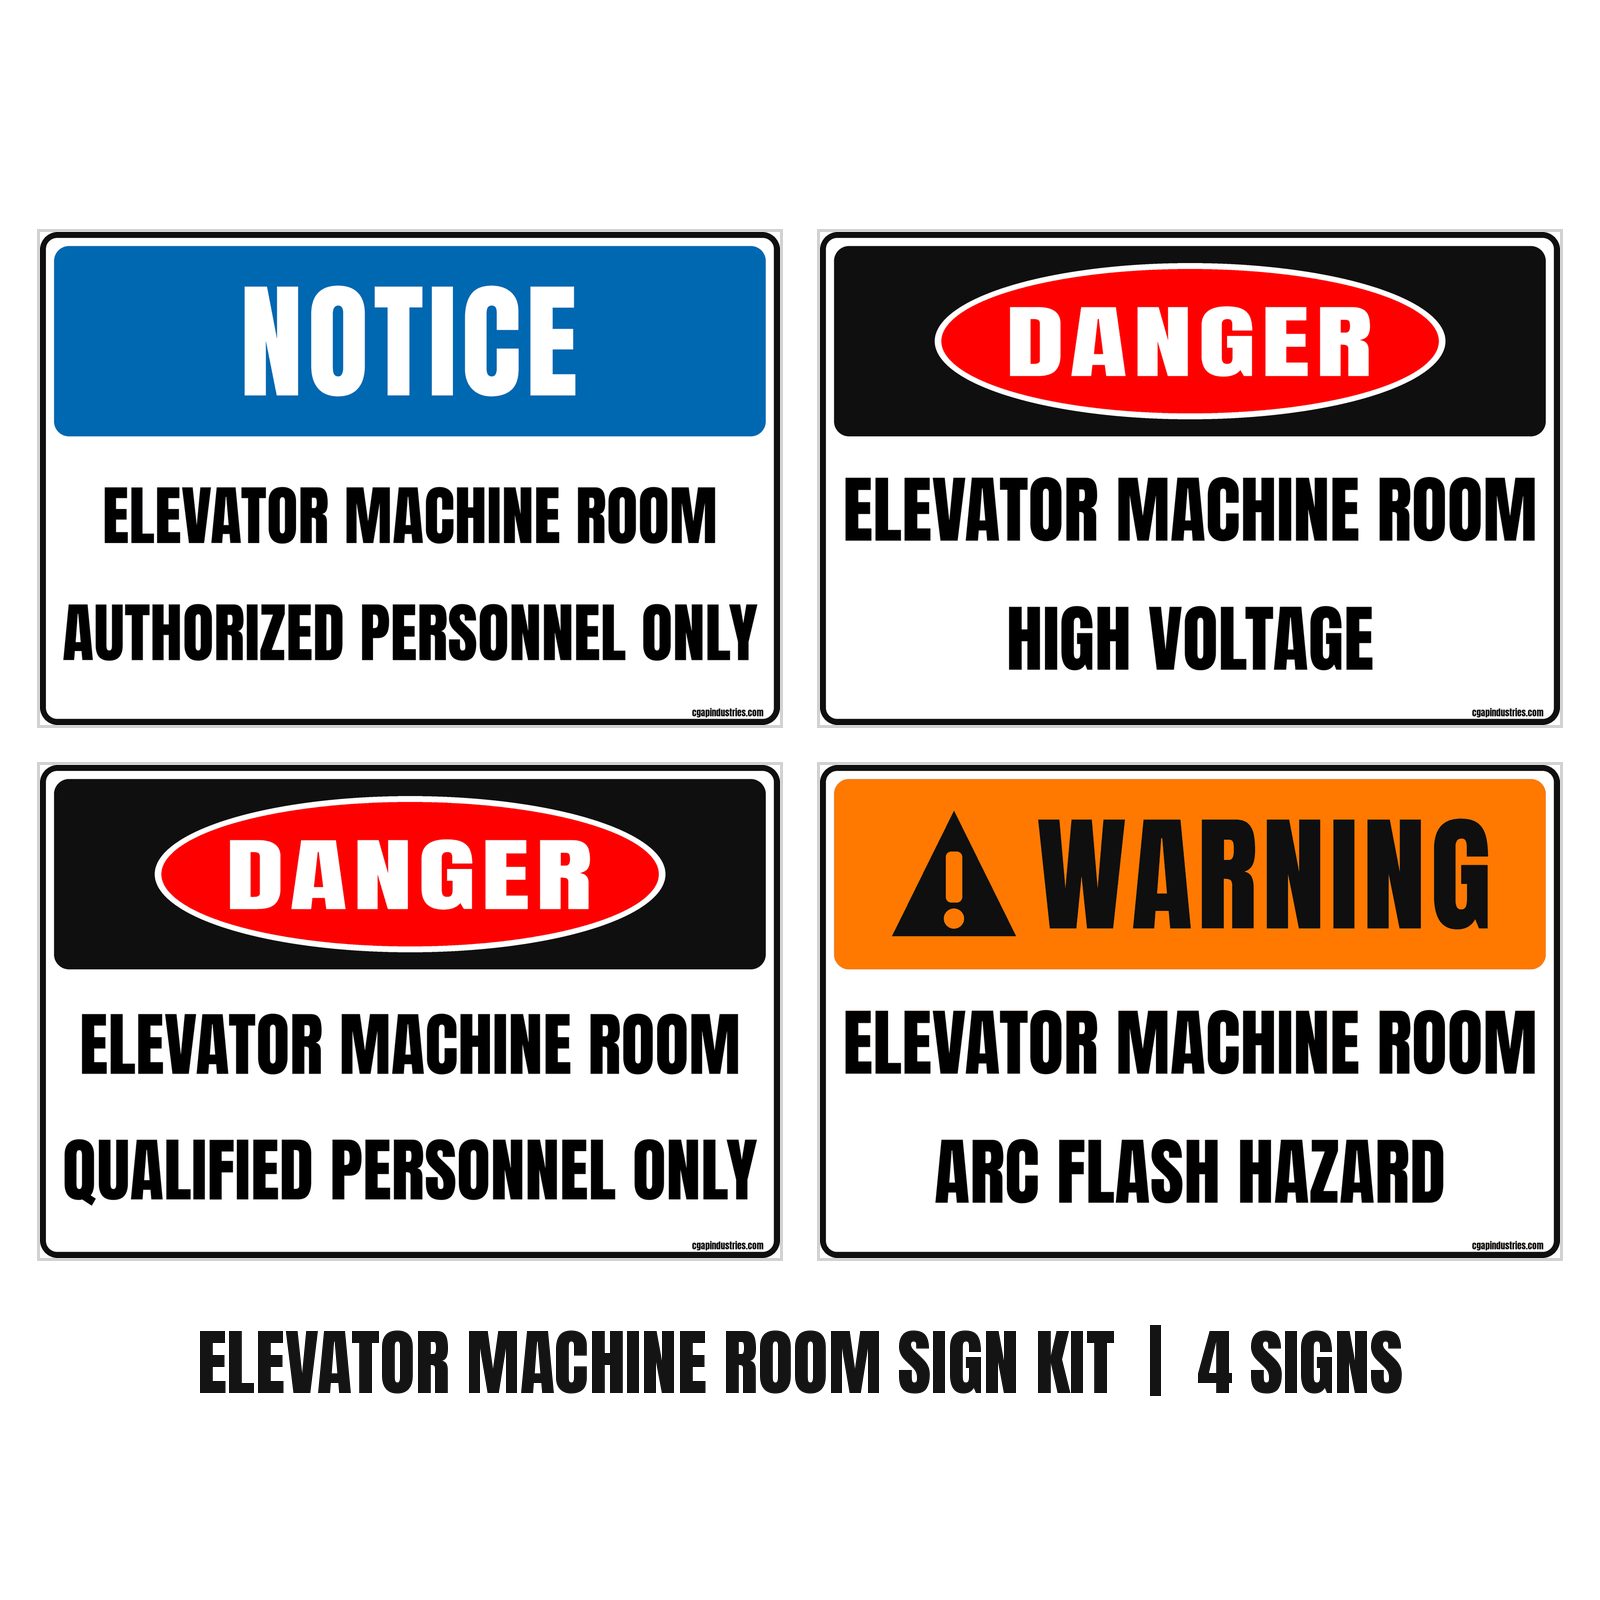 NOTICE
ELEVATOR MACHINE ROOM
AUTHORIZED PERSONNEL ONLY
cgapindustries.com
DANGER
ELEVATOR MACHINE ROOM
HIGH VOLTAGE
cgapindustries.com
DANGER
ELEVATOR MACHINE ROOM
QUALIFIED PERSONNEL ONLY
cgapindustries.com
WARNING
ELEVATOR MACHINE ROOM
ARC FLASH HAZARD
cgapindustries.com
ELEVATOR MACHINE ROOM SIGN KIT | 4 SIGNS